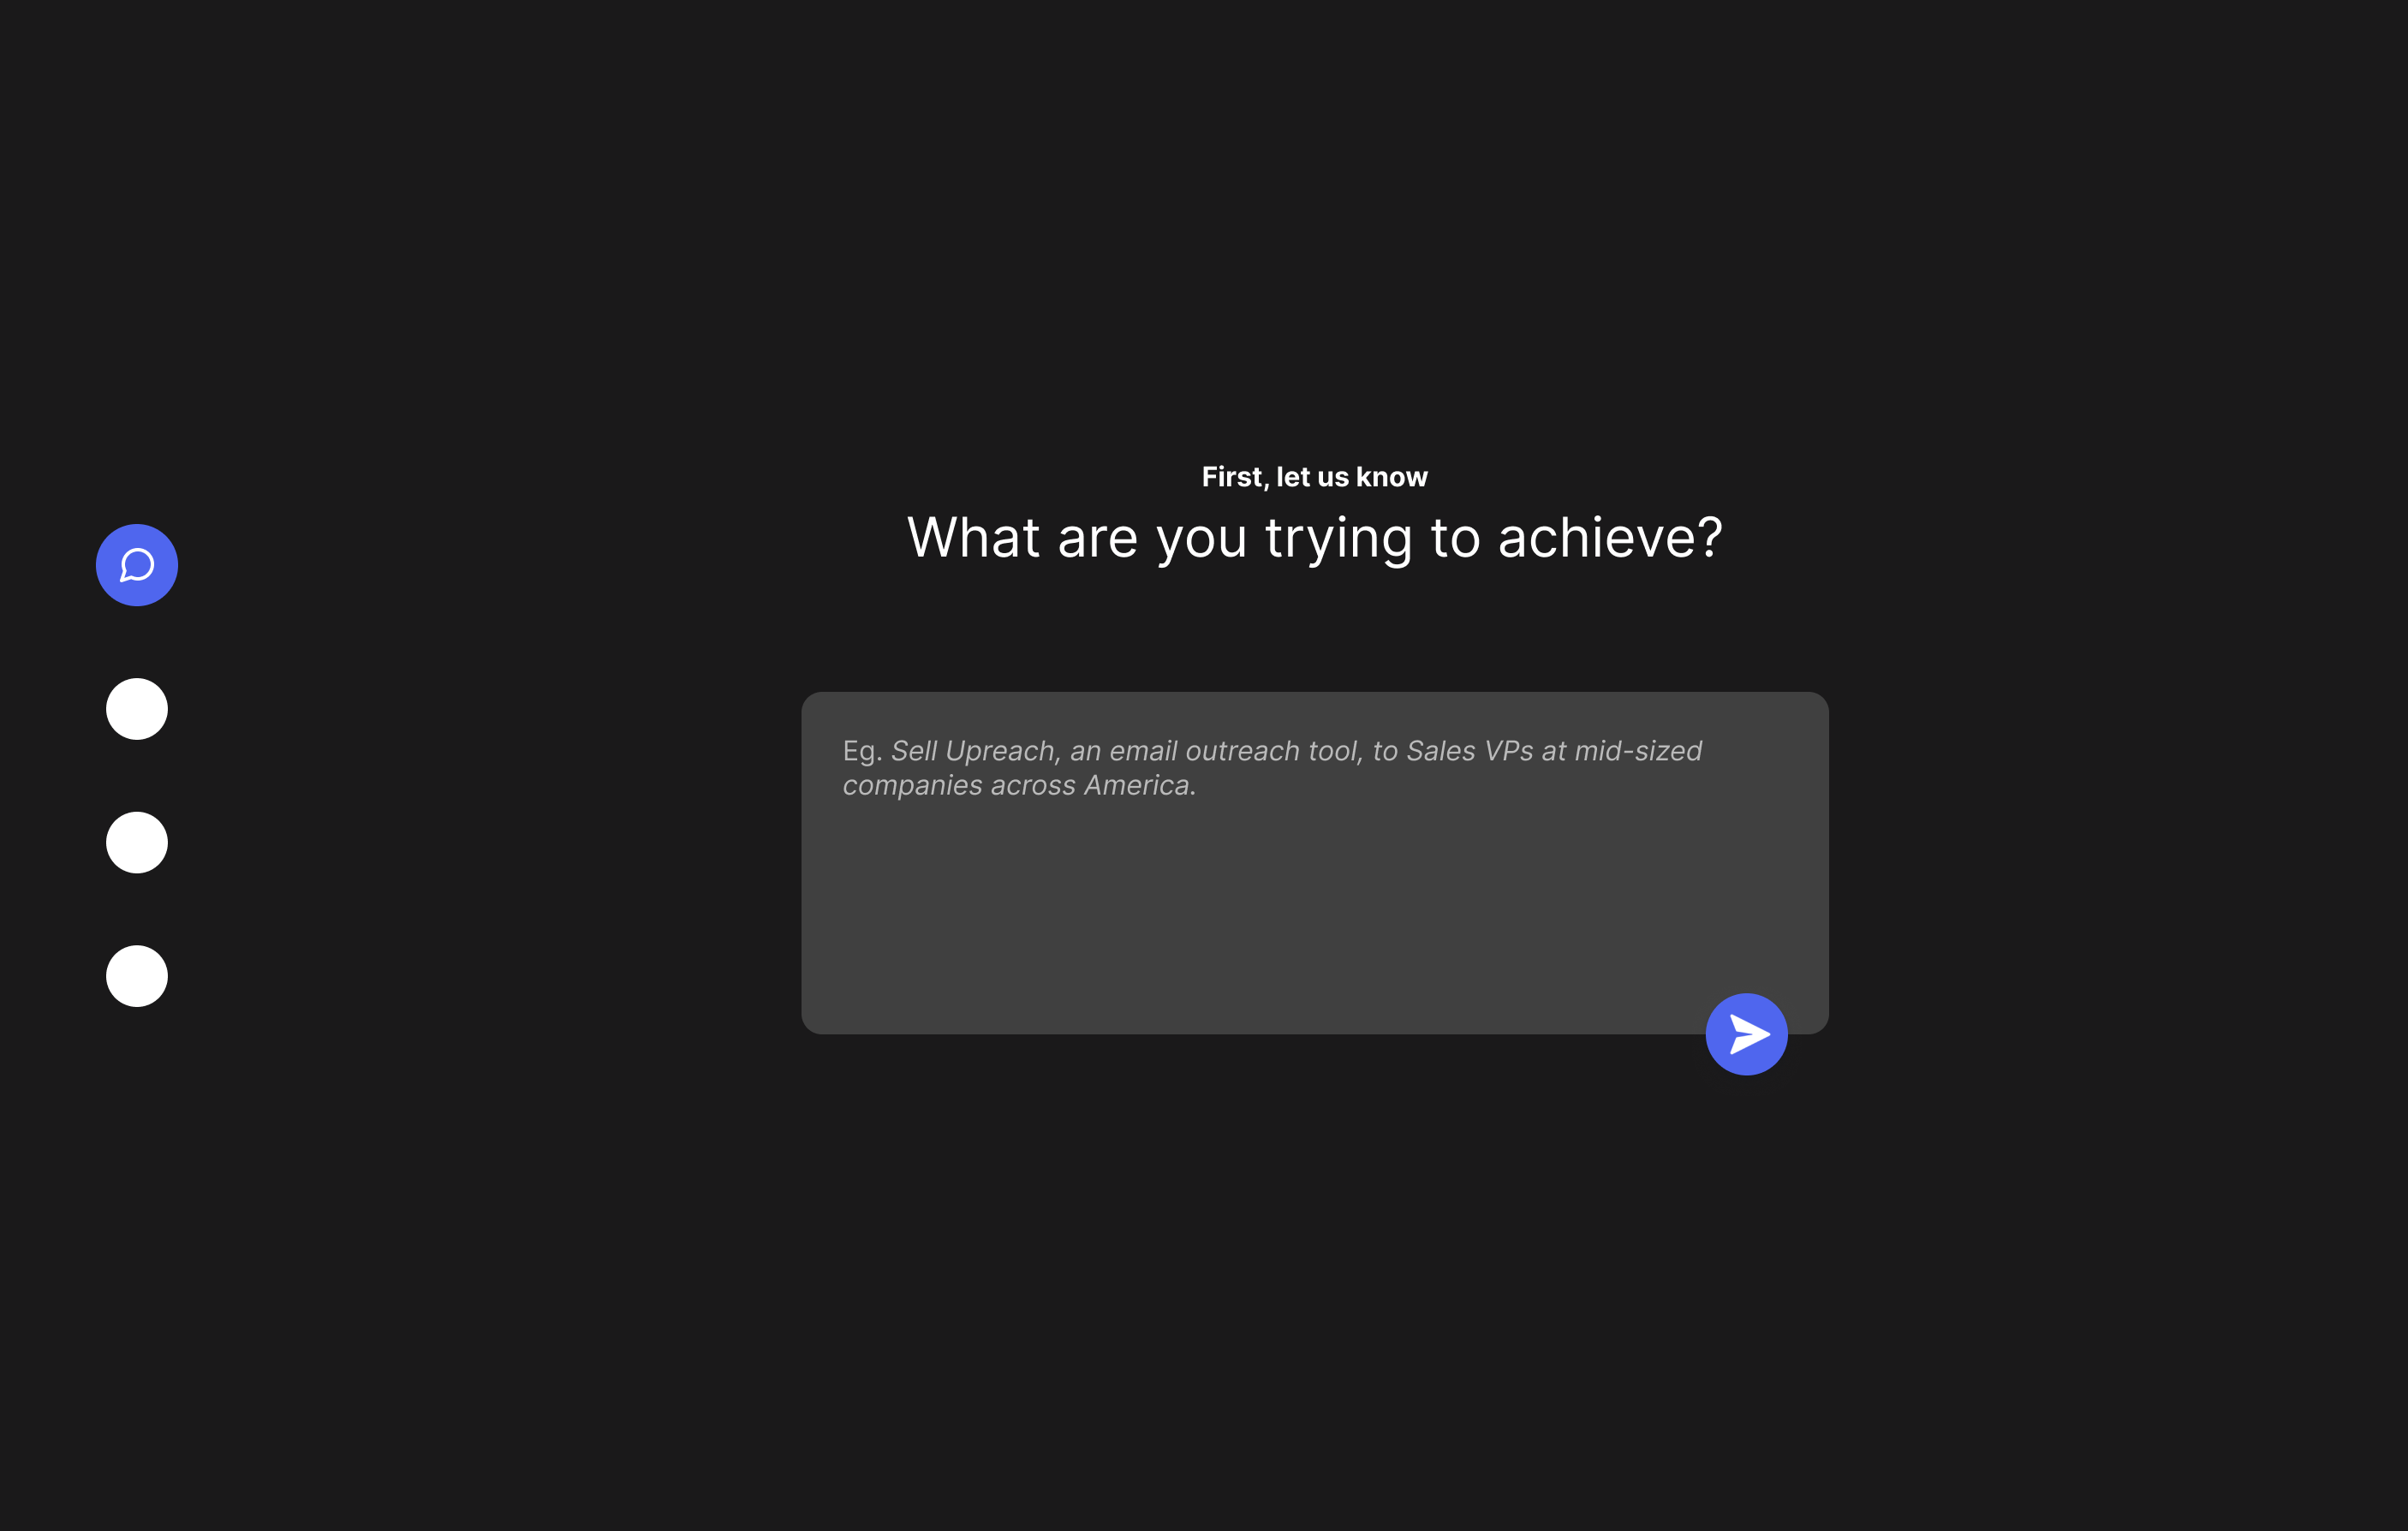 First, let us know
What are you trying to achieve?
Eg. Sell Upreach, an email outreach tool, to Sales VPs at mid-sized
companies across America.